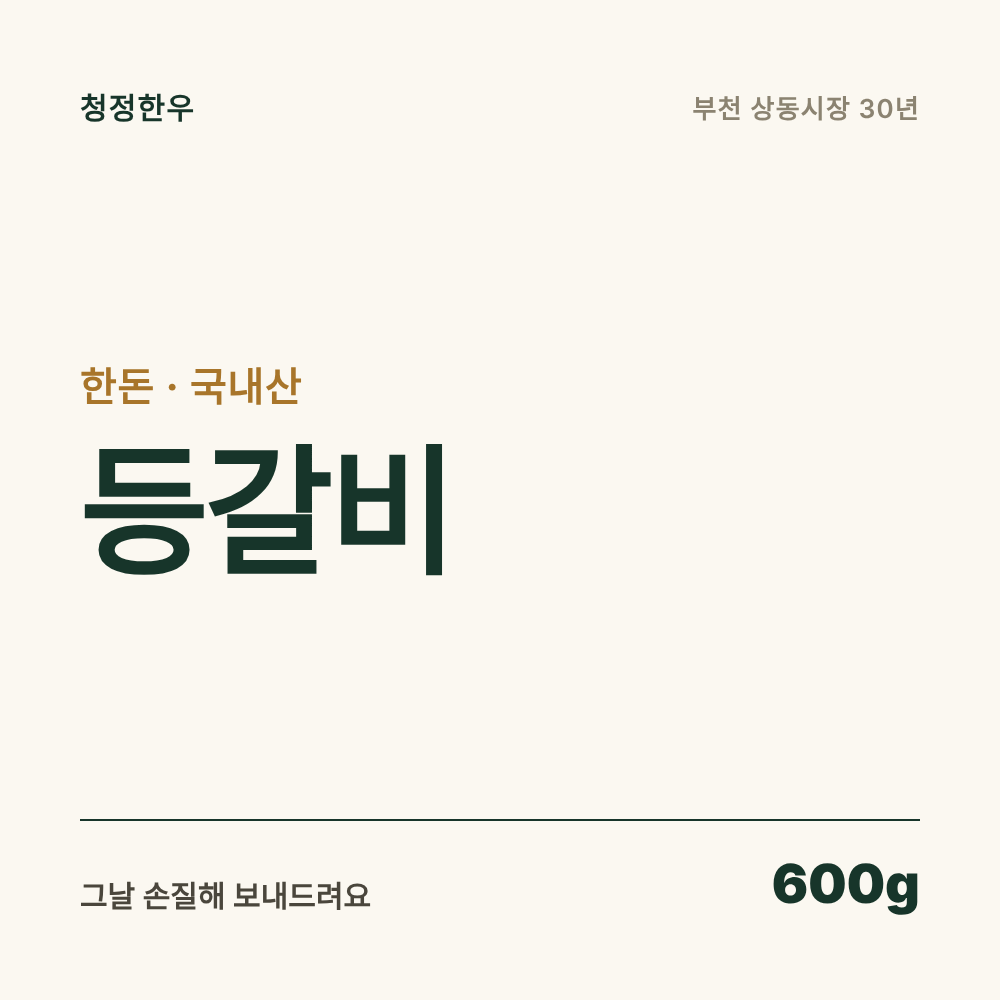 청정한우
부천 상동시장 30년
한돈 · 국내산
등갈비
그날 손질해 보내드려요
600g